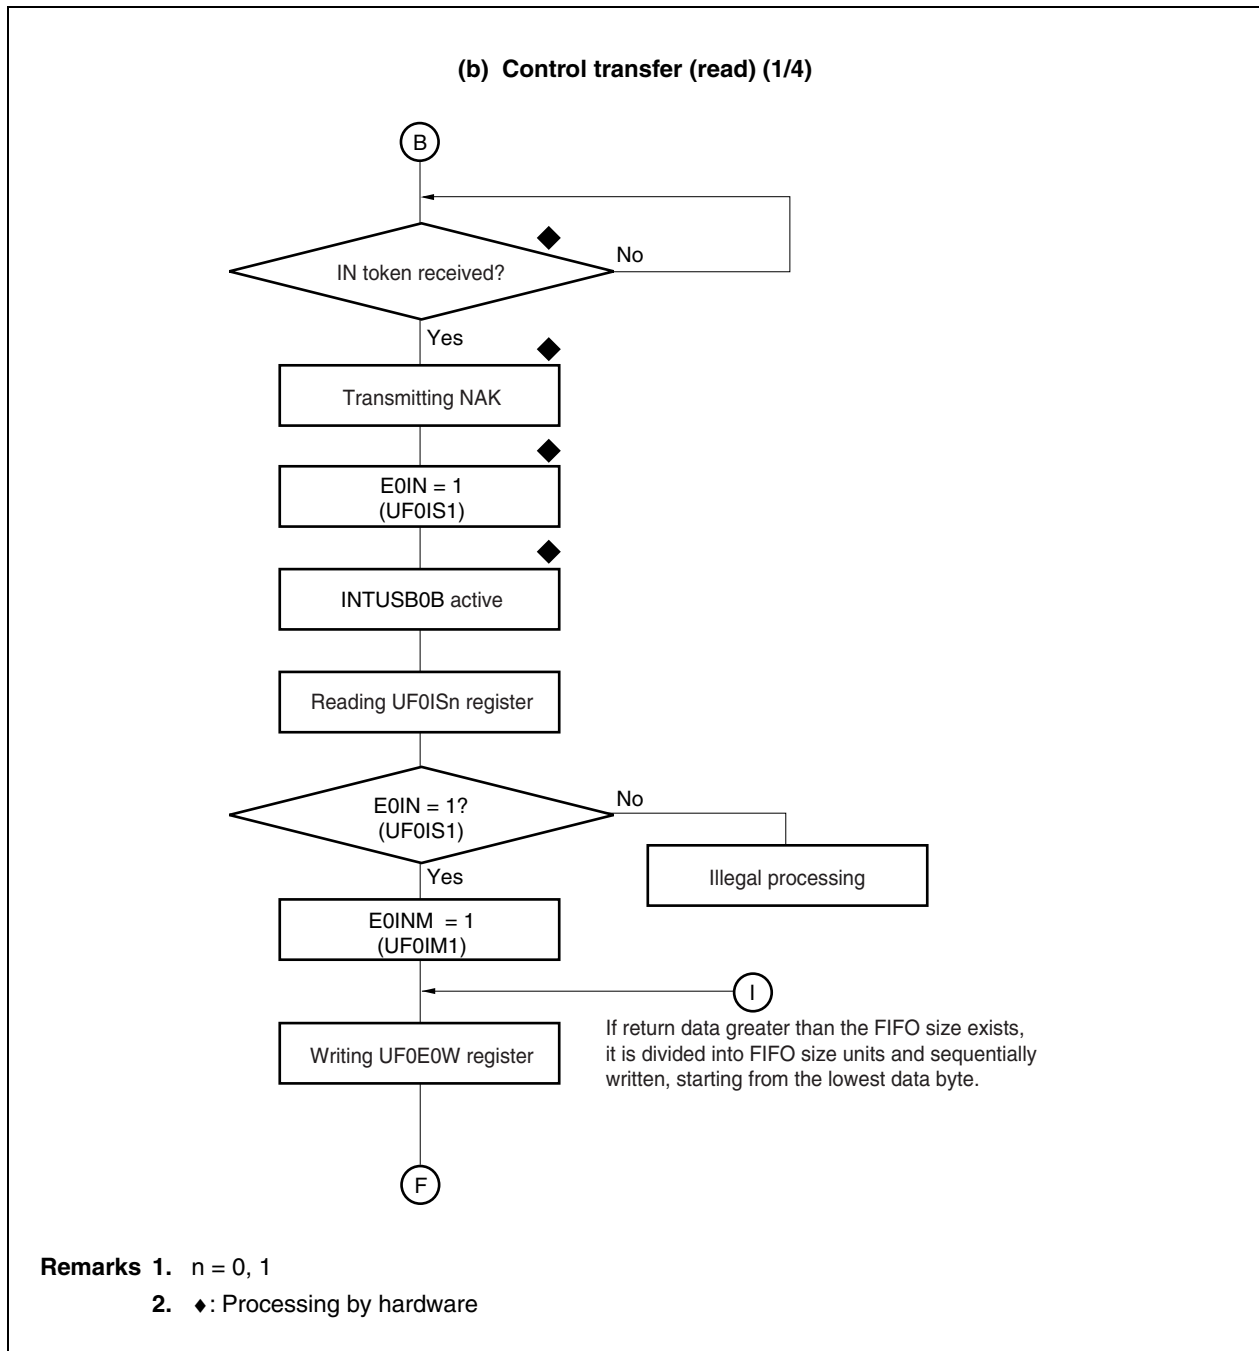 (b) Control transfer (read) (1/4)
B
IN token received?
No
Yes
Transmitting NAK
E0IN = 1
(UF0IS1)
INTUSB0B active
Reading UF0ISn register
E0IN = 1?
(UF0IS1)
No
Illegal processing
Yes
E0INM = 1
(UF0IM1)
I
If return data greater than the FIFO size exists,
it is divided into FIFO size units and sequentially
written, starting from the lowest data byte.
Writing UF0E0W register
F
Remarks 1. n = 0, 1
2. ♦: Processing by hardware